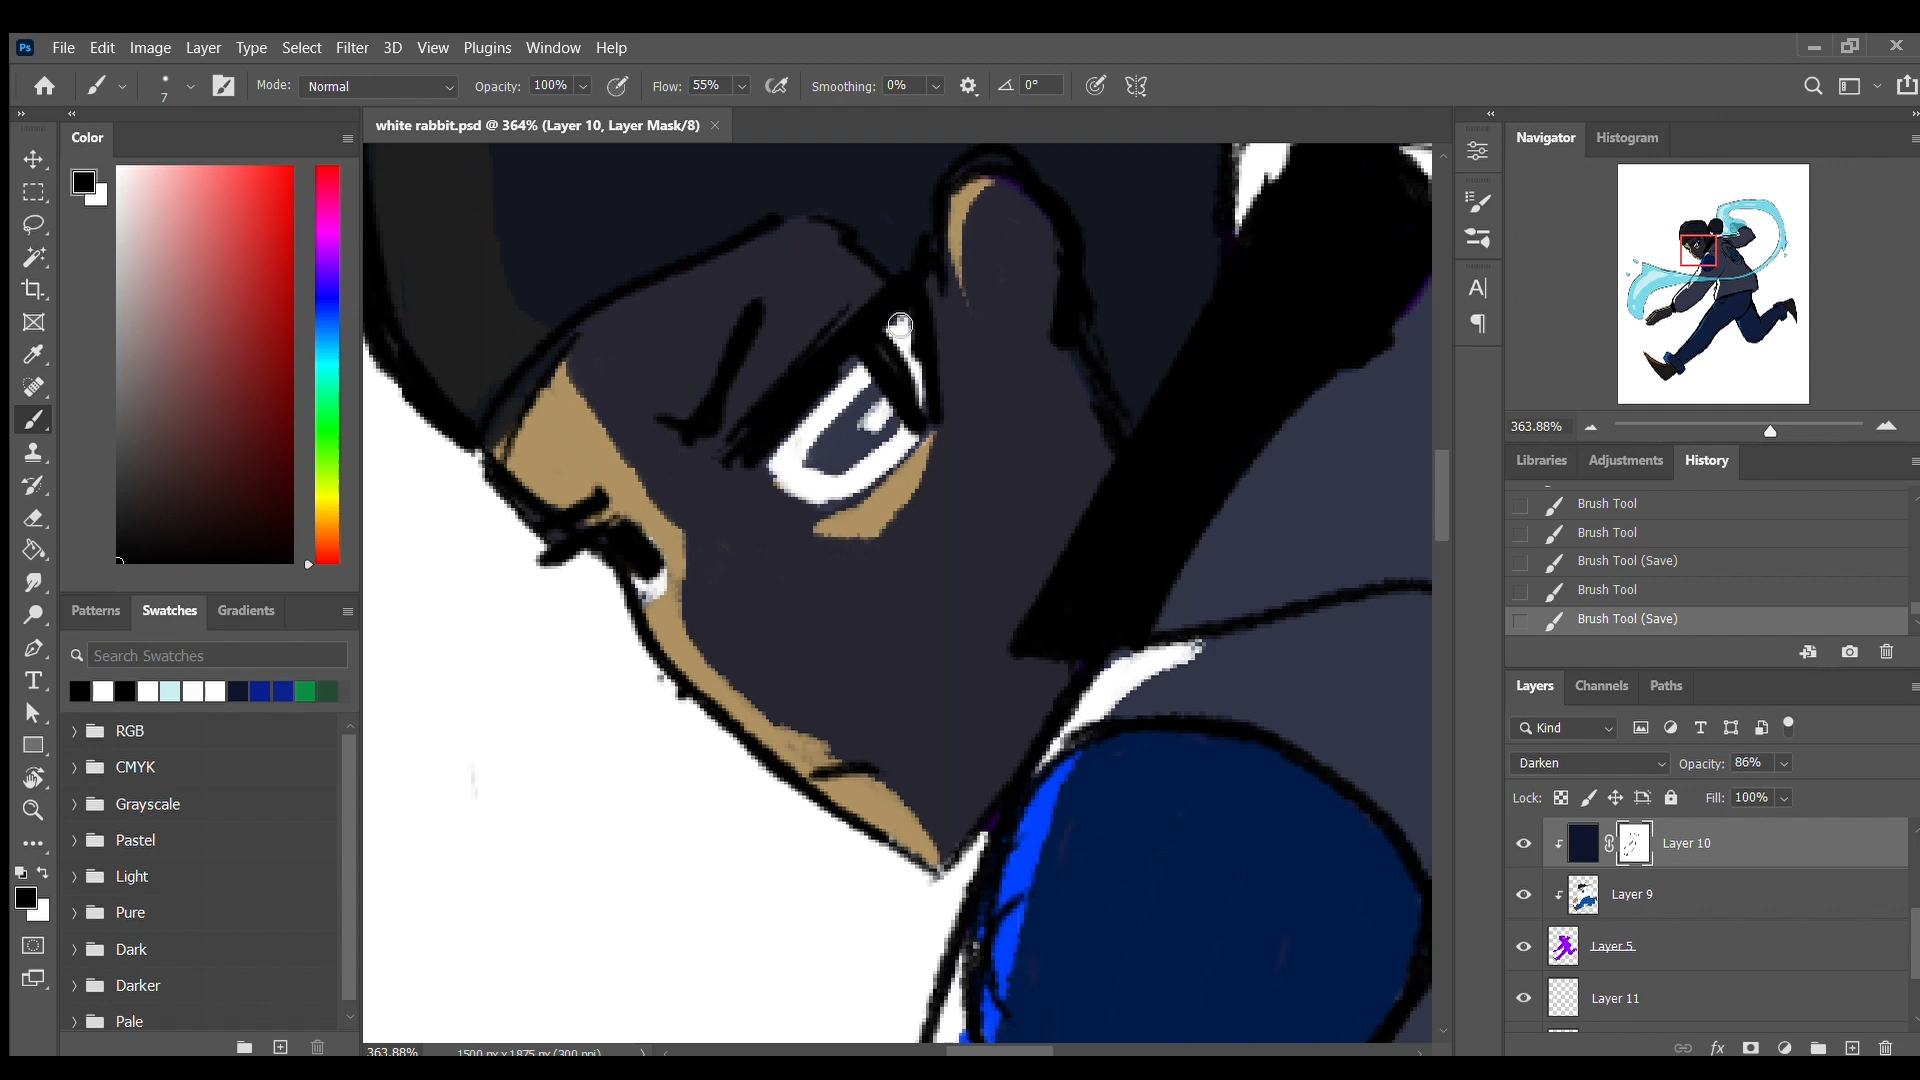 Ps File Edit Image Layer Type Select Filter 3D View Plugins Window Help
7 Mode: Normal Opacity: 100% Flow: 55% Smoothing: 0% 0°
Color
white rabbit.psd @ 364% (Layer 10, Layer Mask/8)
Navigator Histogram
363.88%
Libraries Adjustments History
Brush Tool
Brush Tool
Brush Tool (Save)
Brush Tool
Brush Tool (Save)
Patterns Swatches Gradients
Search Swatches
RGB
CMYK
Grayscale
Pastel
Light
Pure
Dark
Darker
Pale
Layers Channels Paths
Kind
Darken Opacity: 86%
Lock: Fill: 100%
Layer 10
Layer 9
Layer 5
Layer 11
fx
363.88% 1500 px x 1875 px (300 ppi)